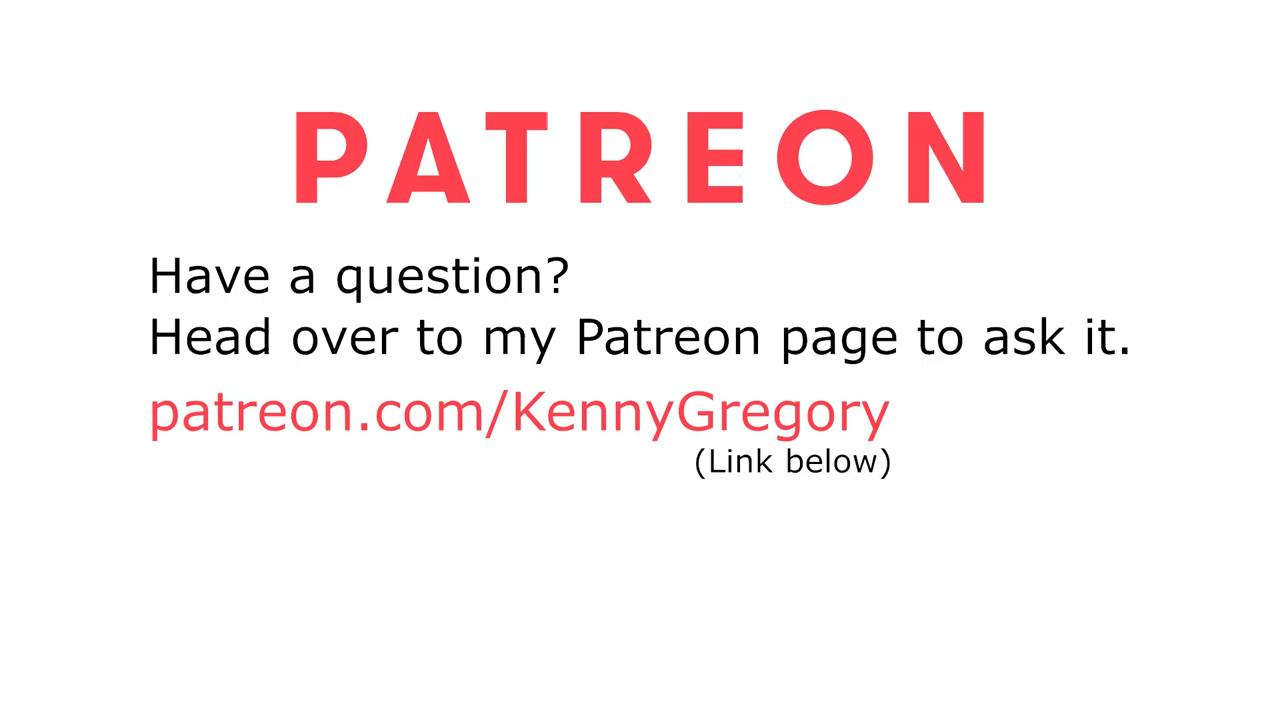 PATREON
Have a question?
Head over to my Patreon page to ask it.
patreon.com/KennyGregory
(Link below)